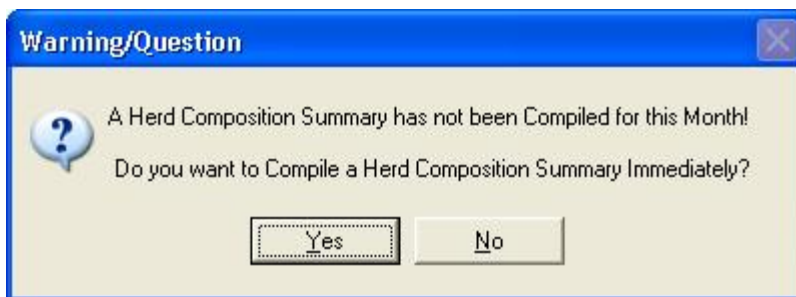 Warning/Question
A Herd Composition Summary has not been Compiled for this Month!
Do you want to Compile a Herd Composition Summary Immediately?
Yes No